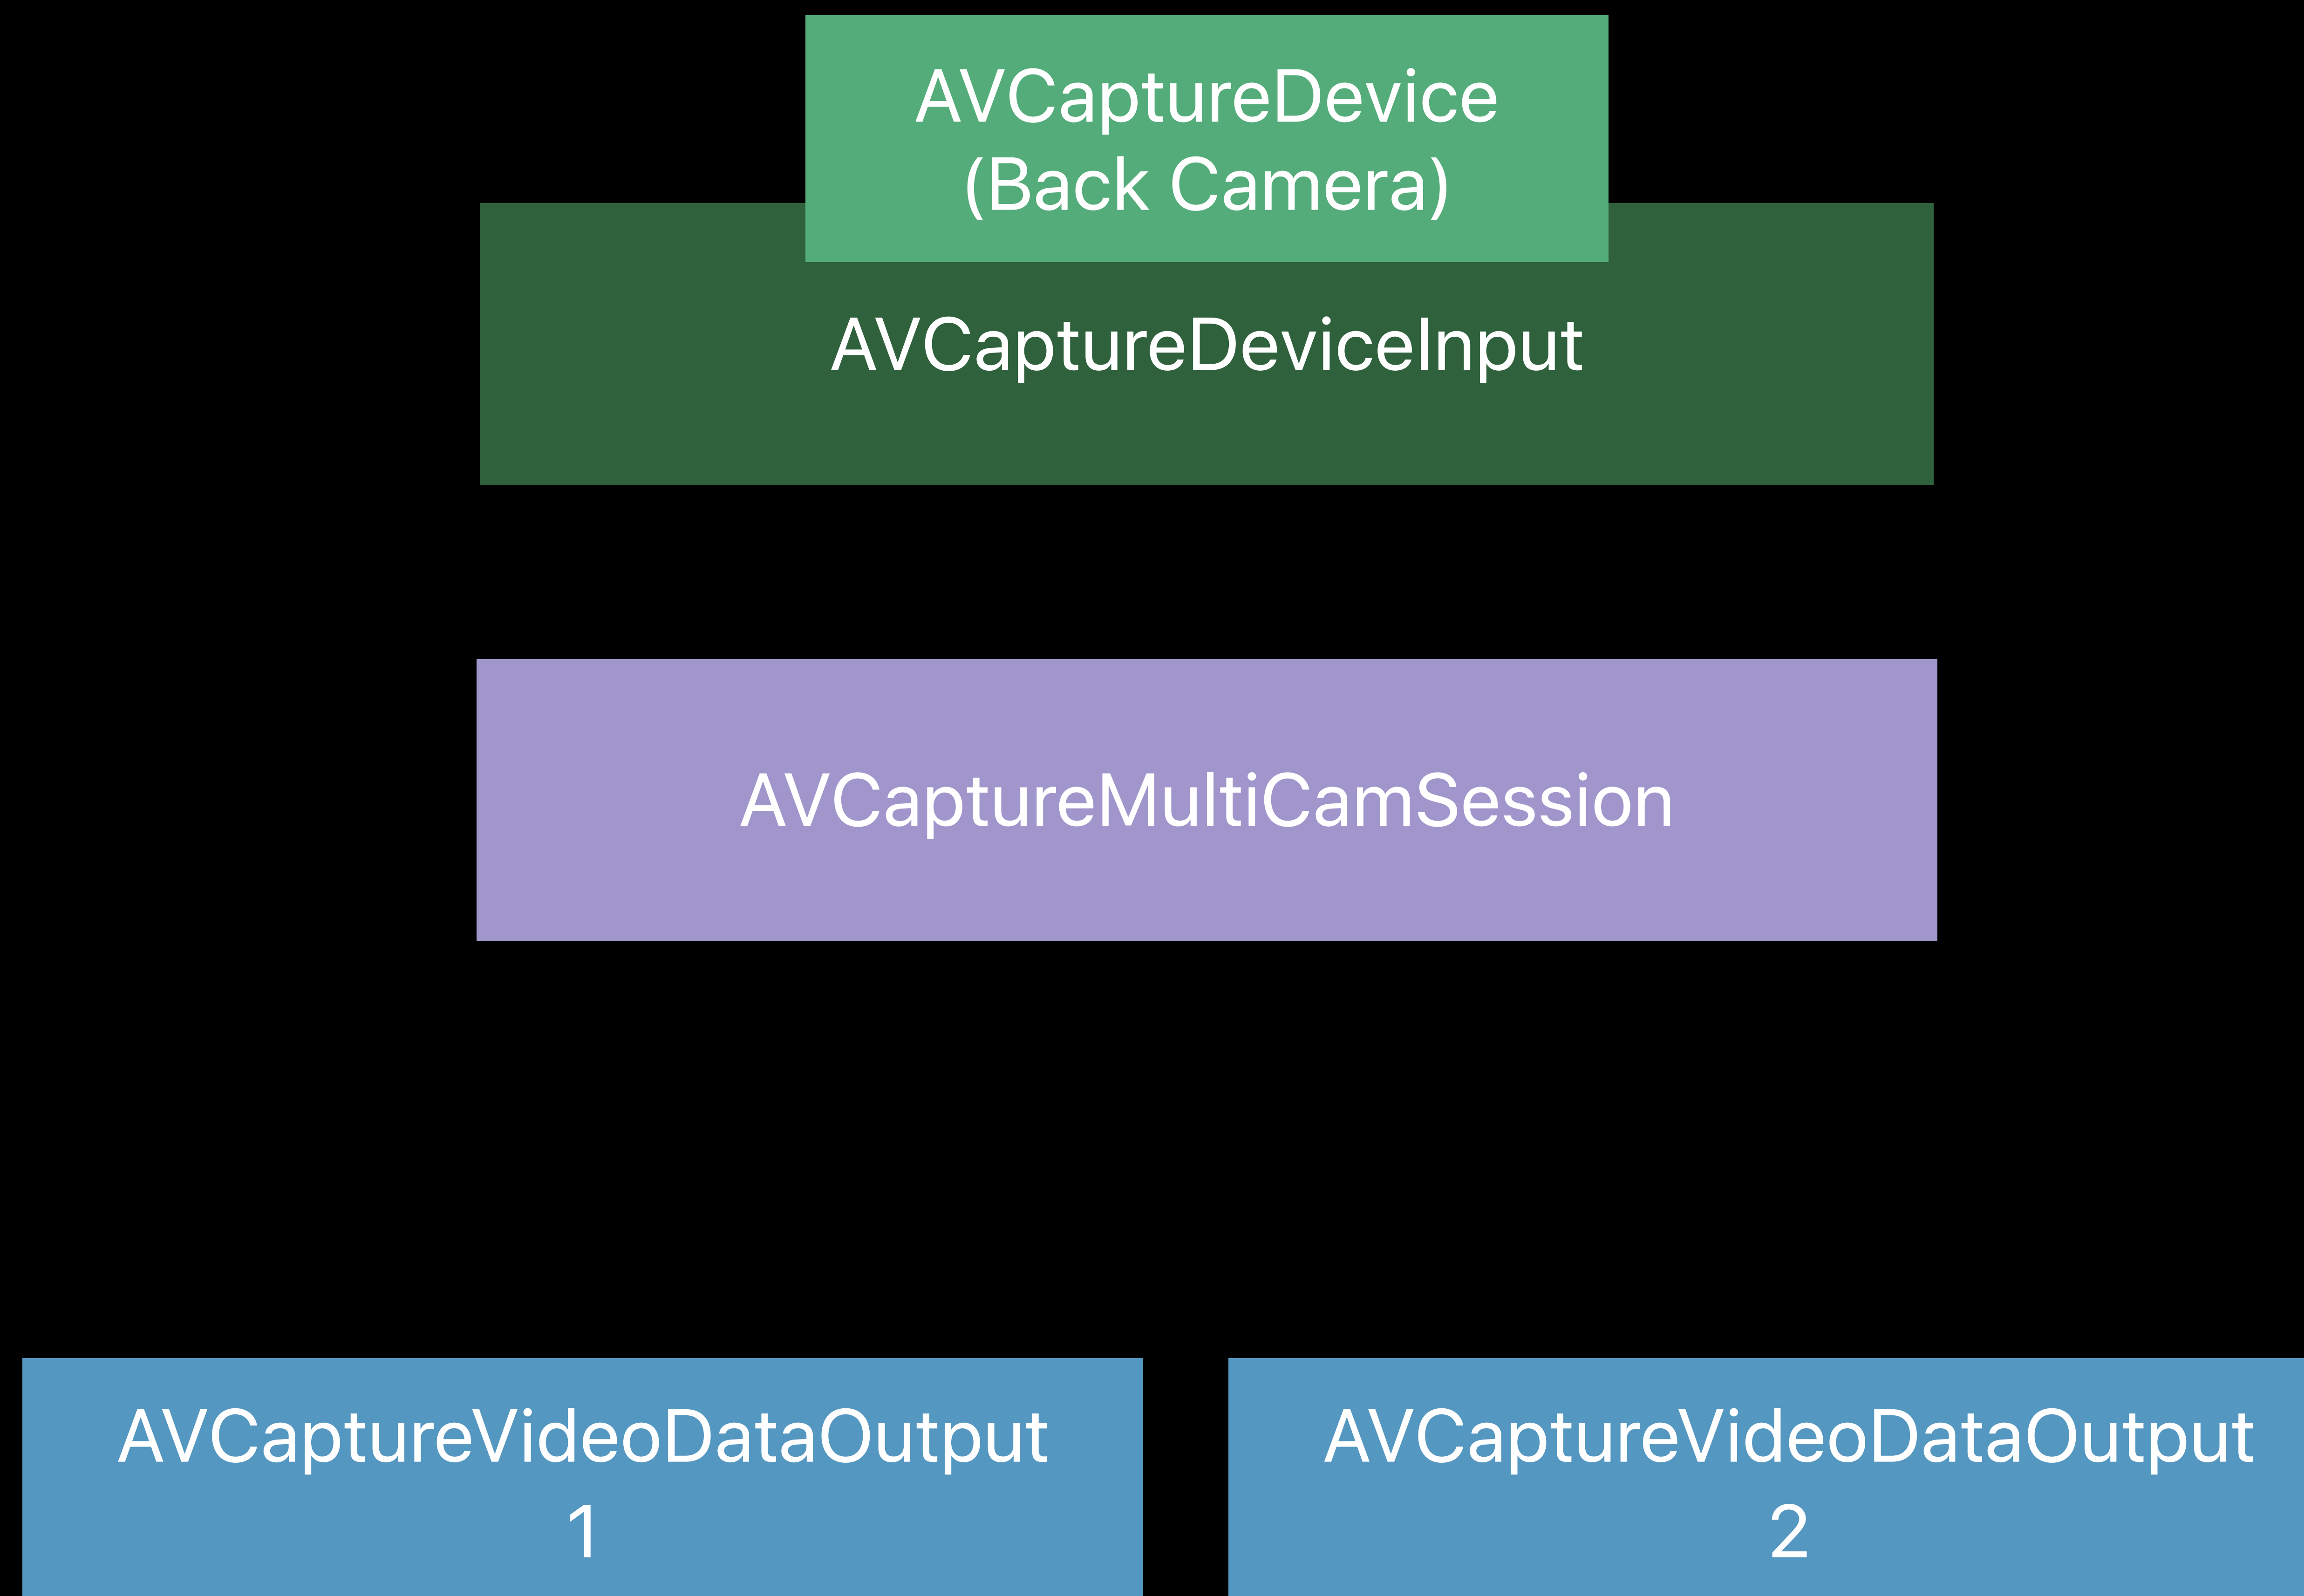 AVCaptureDevice
(Back Camera)
AVCaptureDeviceInput
AVCaptureMultiCamSession
AVCaptureVideoDataOutput
1
AVCaptureVideoDataOutput
2